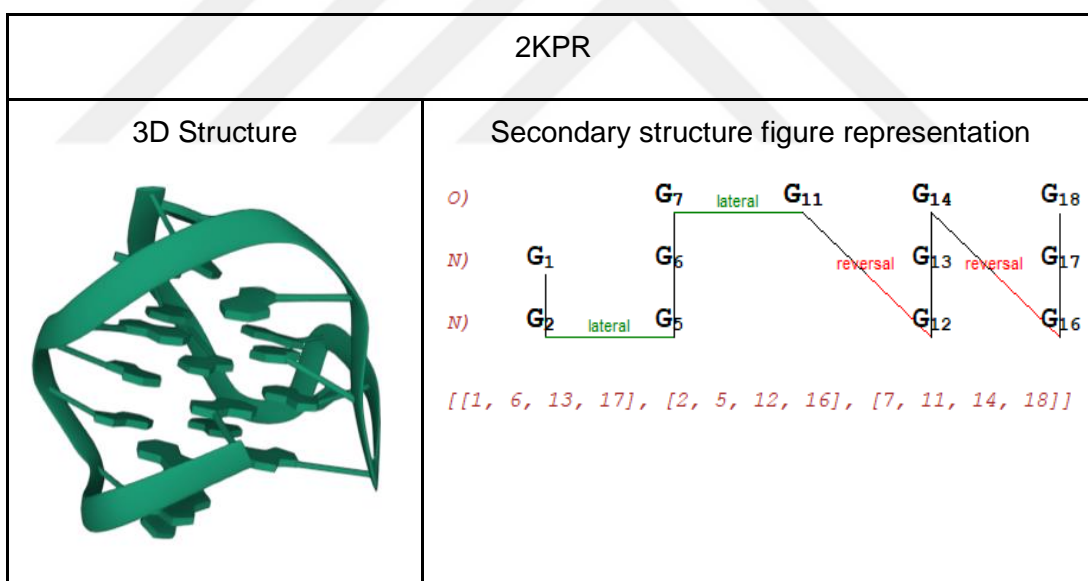 2KPR
3D Structure
Secondary structure figure representation
O) G7 lateral G11 G14 G18
N) G1 G6 reversal G13 reversal G17
N) G2 lateral G5 G12 G16
[[1, 6, 13, 17], [2, 5, 12, 16], [7, 11, 14, 18]]